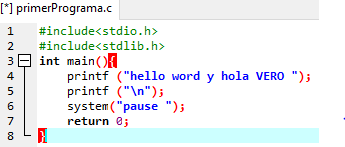 [*] primerPrograma.c
1 #include<stdio.h>
2 #include<stdlib.h>
3 int main(){
4 printf ("hello word y hola VERO ");
5 printf ("\n");
6 system("pause ");
7 return 0;
8 }